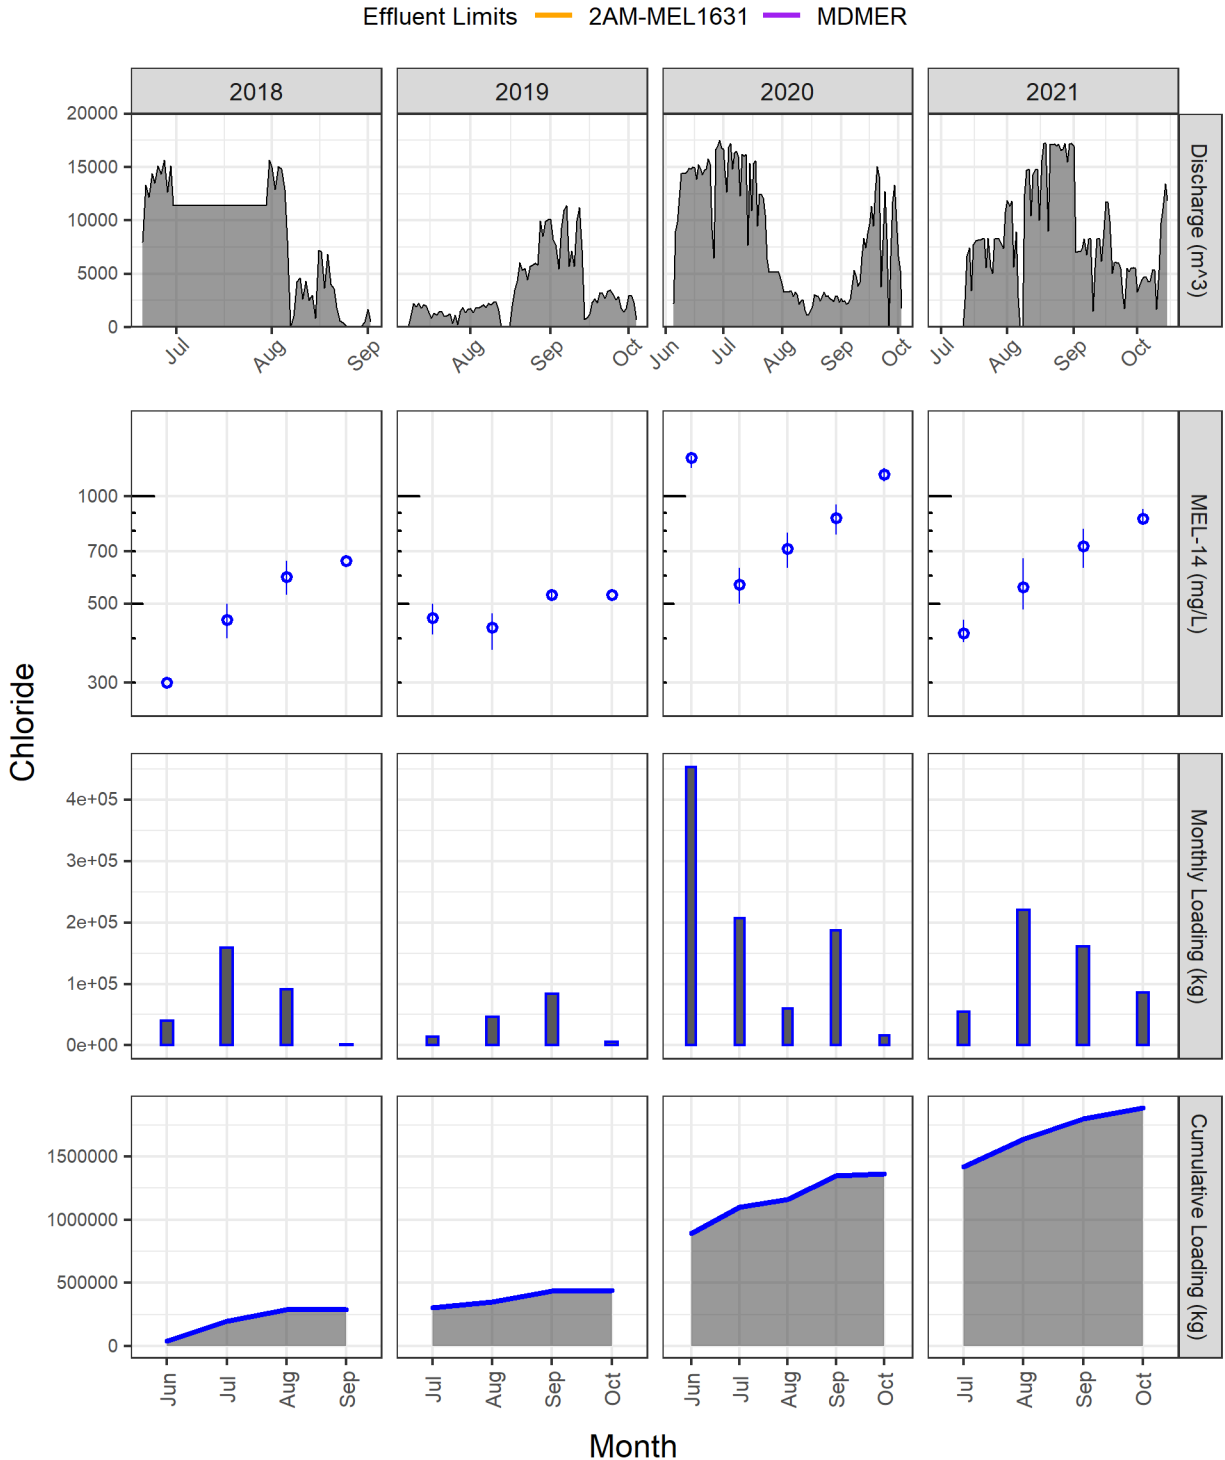 Effluent Limits 2AM-MEL1631 MDMER
2018 2019 2020 2021
20000
15000
10000
5000
0
Discharge (m^3)
Jul Aug Sep Aug Sep Oct Jun Jul Aug Sep Oct Jul Aug Sep Oct
1000
700
500
300
MEL-14 (mg/L)
Chloride
4e+05
3e+05
2e+05
1e+05
0e+00
Monthly Loading (kg)
1500000
1000000
500000
0
Cumulative Loading (kg)
Jun Jul Aug Sep Jul Aug Sep Oct Jun Jul Aug Sep Oct Jul Aug Sep Oct
Month